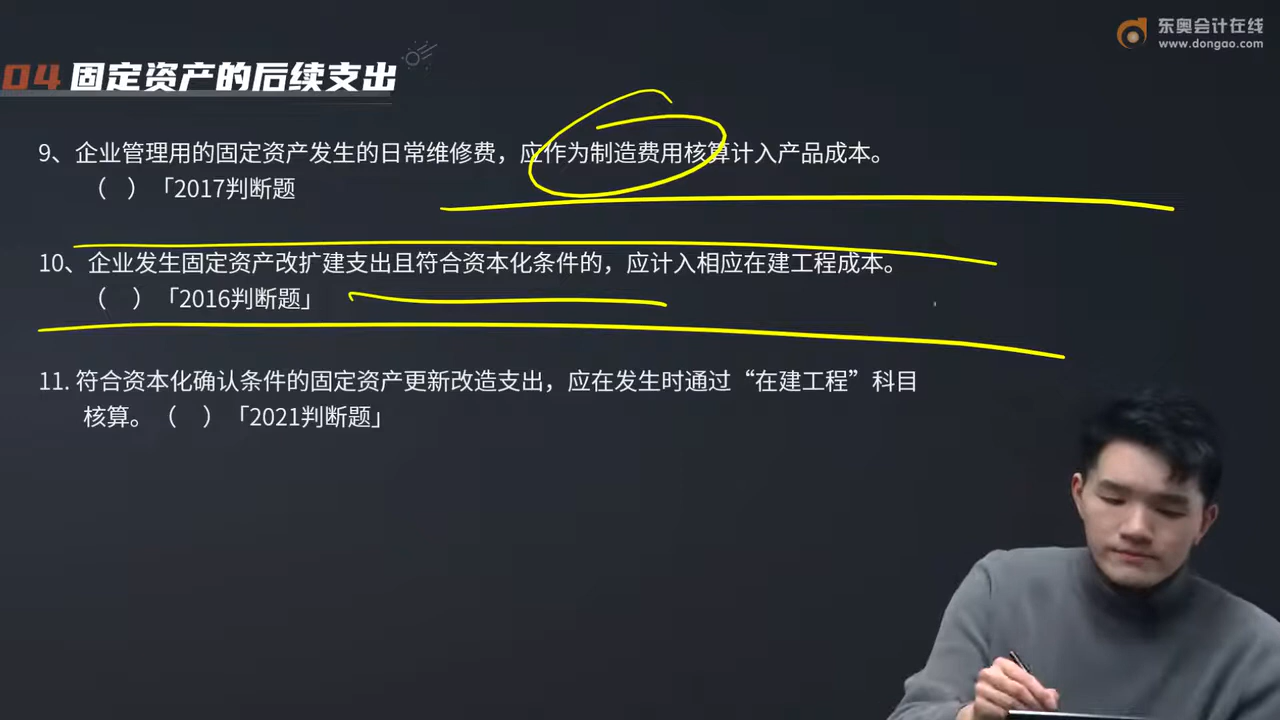 东奥会计在线
www.dongao.com
04 固定资产的后续支出
9、企业管理用的固定资产发生的日常维修费，应作为制造费用核算计入产品成本。
（ ）「2017判断题
10、企业发生固定资产改扩建支出且符合资本化条件的，应计入相应在建工程成本。
（ ）「2016判断题」
11. 符合资本化确认条件的固定资产更新改造支出，应在发生时通过“在建工程”科目
核算。（ ）「2021判断题」